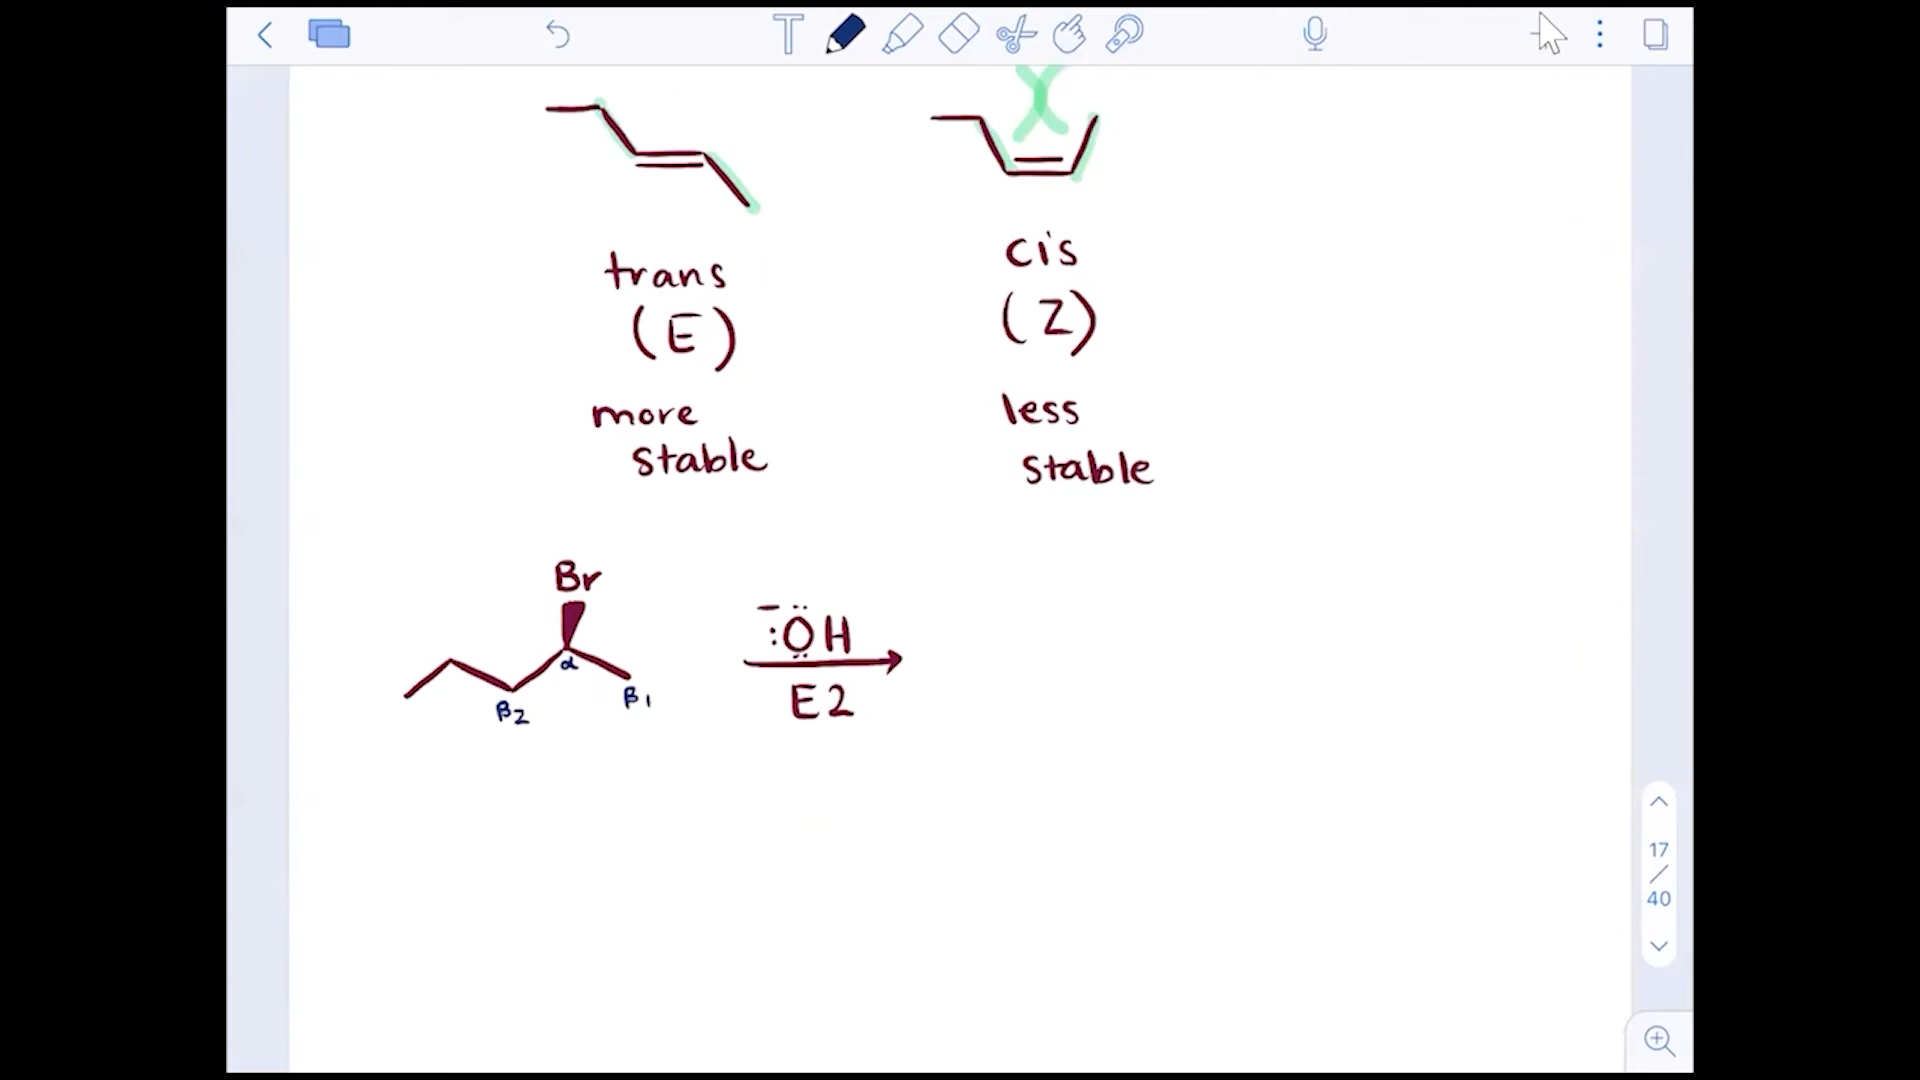 trans
(E)
more
stable
cis
(Z)
less
stable
Br
α
β2
β1
:ÖH
E2
17
/
40